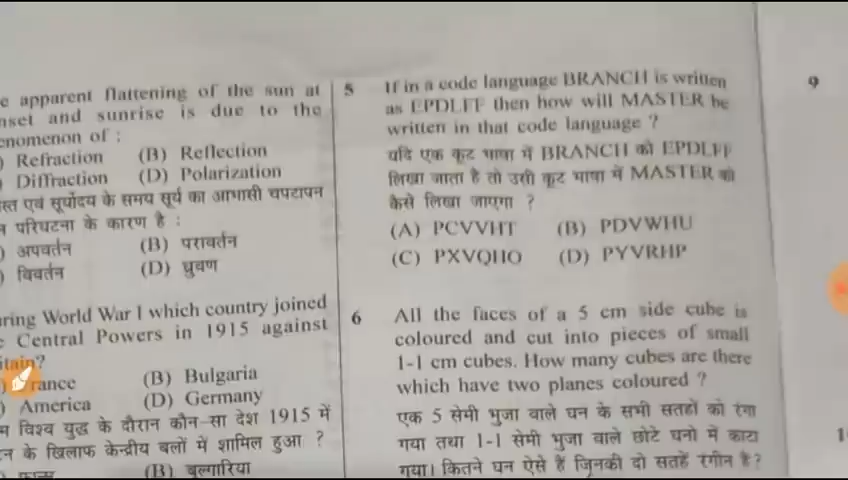 e apparent flattening of the sun at
nset and sunrise is due to the
enomenon of :
) Refraction (B) Reflection
) Diffraction (D) Polarization
स्त एवं सूर्योदय के समय सूर्य का आभासी चपटापन
परिघटना के कारण है :
) अपवर्तन (B) परावर्तन
) विवर्तन (D) ध्रुवण
ring World War I which country joined
e Central Powers in 1915 against
itain?
rance (B) Bulgaria
) America (D) Germany
म विश्व युद्ध के दौरान कौन-सा देश 1915 में
न के खिलाफ केन्द्रीय बलों में शामिल हुआ ?
(B) बुल्गारिया
5 If in a code language BRANCH is written
as EPDLFF then how will MASTER be
written in that code language ?
यदि एक कूट भाषा में BRANCH को EPDLFF
लिखा जाता है तो उसी कूट भाषा में MASTER को
कैसे लिखा जाएगा ?
(A) PCVVHT (B) PDVWHU
(C) PXVQHO (D) PYVRHP
6 All the faces of a 5 cm side cube is
coloured and cut into pieces of small
1-1 cm cubes. How many cubes are there
which have two planes coloured ?
एक 5 सेमी भुजा वाले घन के सभी सतहों को रंगा
गया तथा 1-1 सेमी भुजा वाले छोटे घनो में काटा
गया। कितने घन ऐसे हैं जिनकी दो सतहें रंगीन है?
9
1